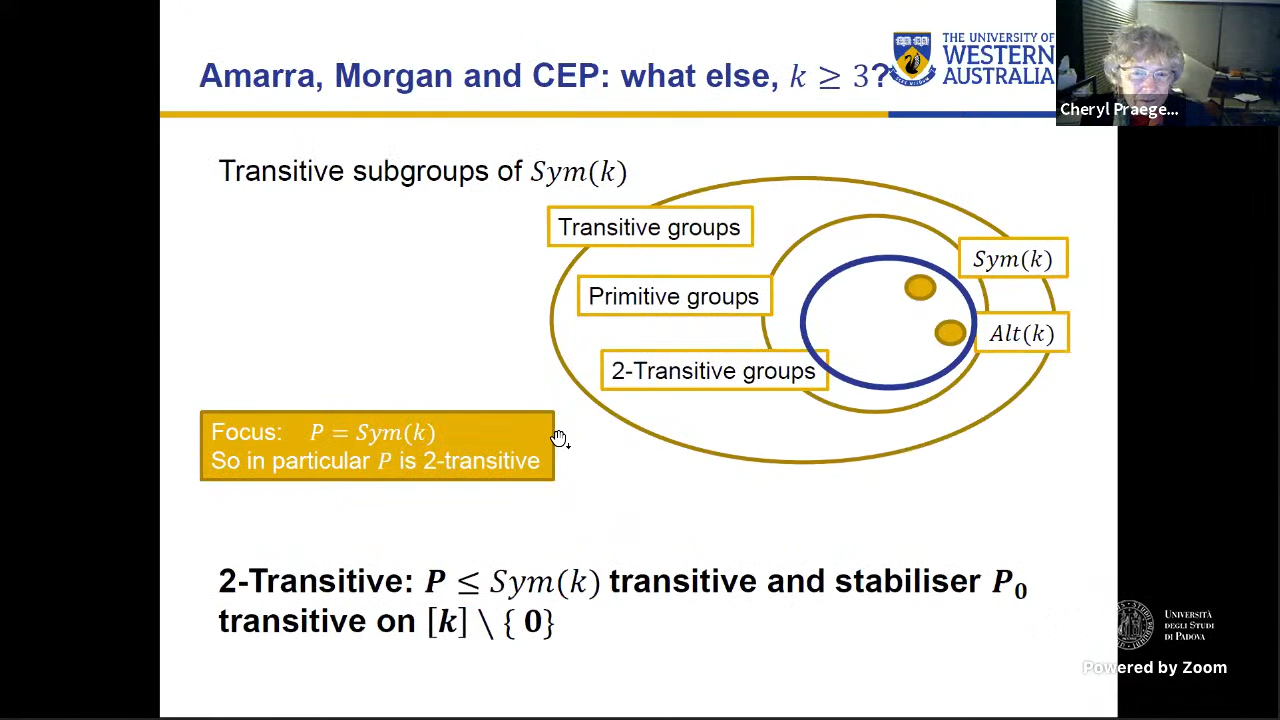 Amarra, Morgan and CEP: what else, k ≥ 3?
THE UNIVERSITY OF
WESTERN
AUSTRALIA
Cheryl Praege...
Transitive subgroups of Sym(k)
Transitive groups
Sym(k)
Primitive groups
Alt(k)
2-Transitive groups
Focus: P = Sym(k)
So in particular P is 2-transitive
2-Transitive: P ≤ Sym(k) transitive and stabiliser P₀
transitive on [k] \ { 0}
UNIVERSITÀ
DEGLI STUDI
DI PADOVA
Powered by Zoom